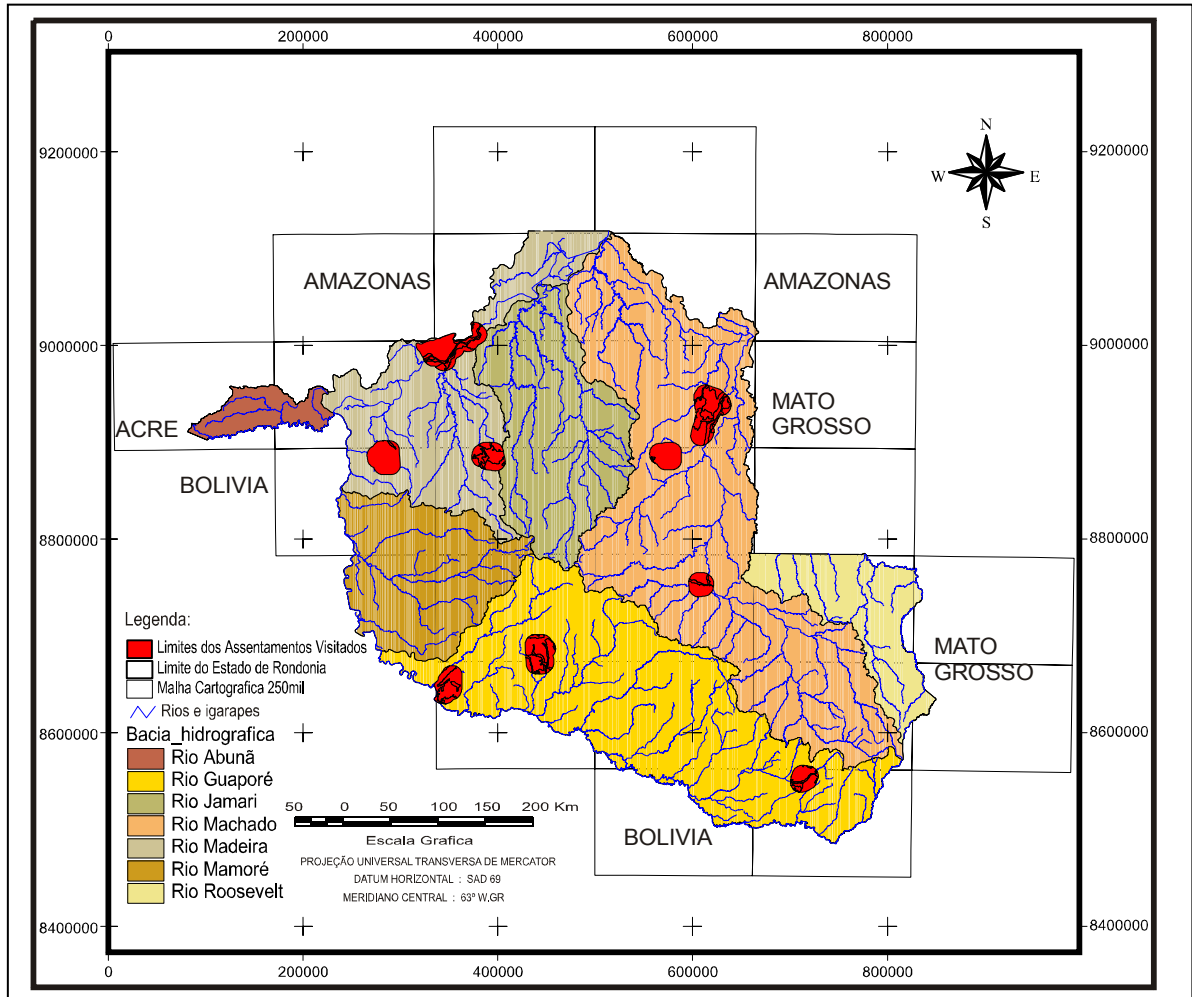 0 200000 400000 600000 800000
N
W E
S
9200000 9200000
AMAZONAS AMAZONAS
9000000 9000000
ACRE
MATO
GROSSO
BOLIVIA
8800000 8800000
Legenda:
Limites dos Assentamentos Visitados
Limite do Estado de Rondonia
Malha Cartografica 250mil
Rios e igarapes
MATO
GROSSO
Bacia_hidrografica
8600000 8600000
Rio Abunã
Rio Guaporé
Rio Jamari
Rio Machado
Rio Madeira
Rio Mamoré
Rio Roosevelt
50 0 50 100 150 200 Km
Escala Grafica
PROJEÇÃO UNIVERSAL TRANSVERSA DE MERCATOR
DATUM HORIZONTAL : SAD 69
MERIDIANO CENTRAL : 63º W.GR
BOLIVIA
8400000 8400000
0 200000 400000 600000 800000